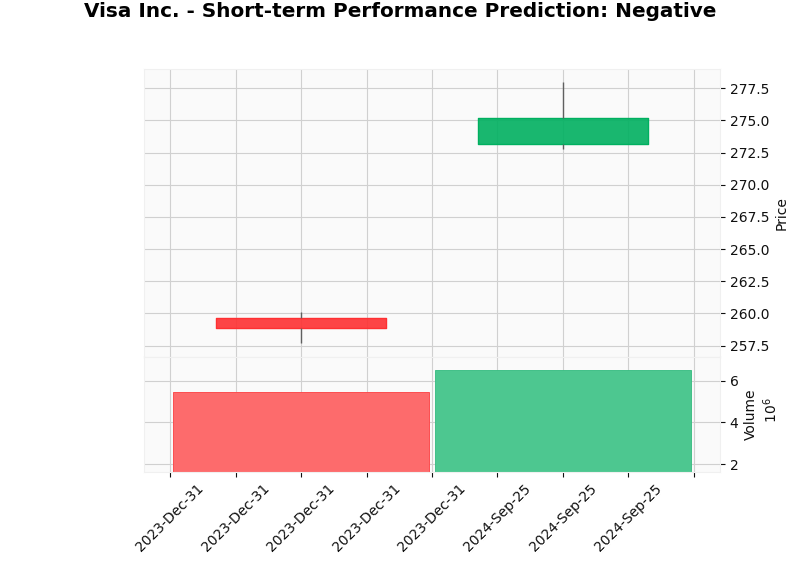 Visa Inc. - Short-term Performance Prediction: Negative
277.5
275.0
272.5
270.0
267.5
265.0
262.5
260.0
257.5
Price
6
4
2
Volume
10^6
2023-Dec-31
2023-Dec-31
2023-Dec-31
2023-Dec-31
2023-Dec-31
2024-Sep-25
2024-Sep-25
2024-Sep-25